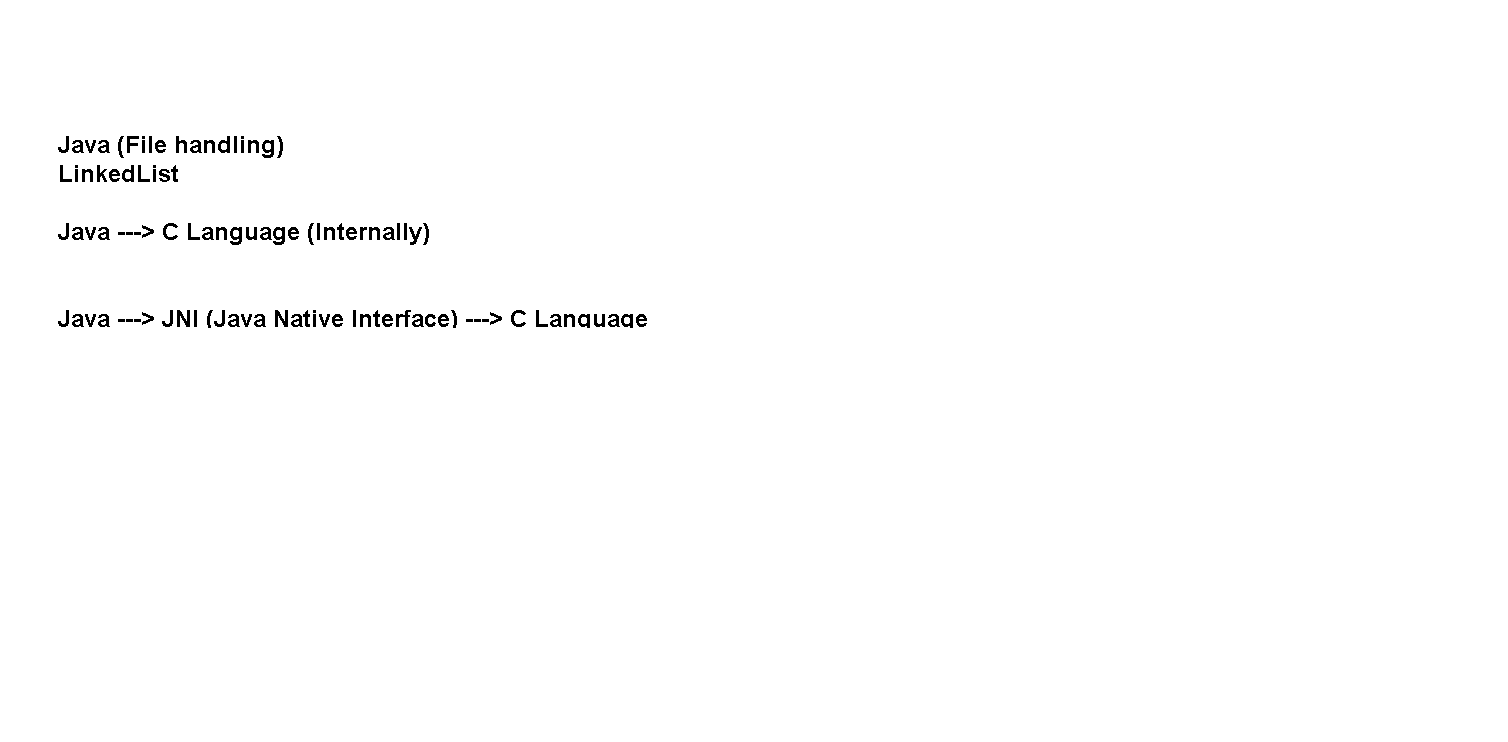 Java (File handling)
LinkedList
Java ---> C Language (Internally)
Java ---> JNI (Java Native Interface) ---> C Language